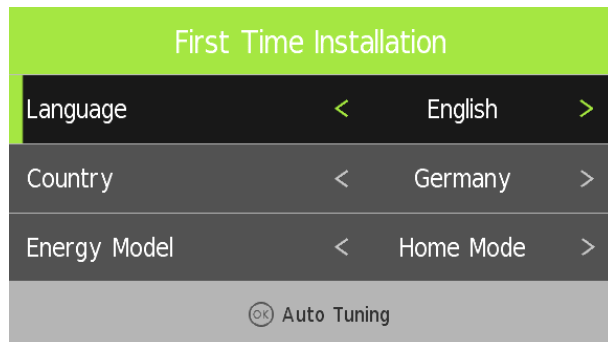 First Time Installation
Language < English >
Country < Germany >
Energy Model < Home Mode >
OK Auto Tuning